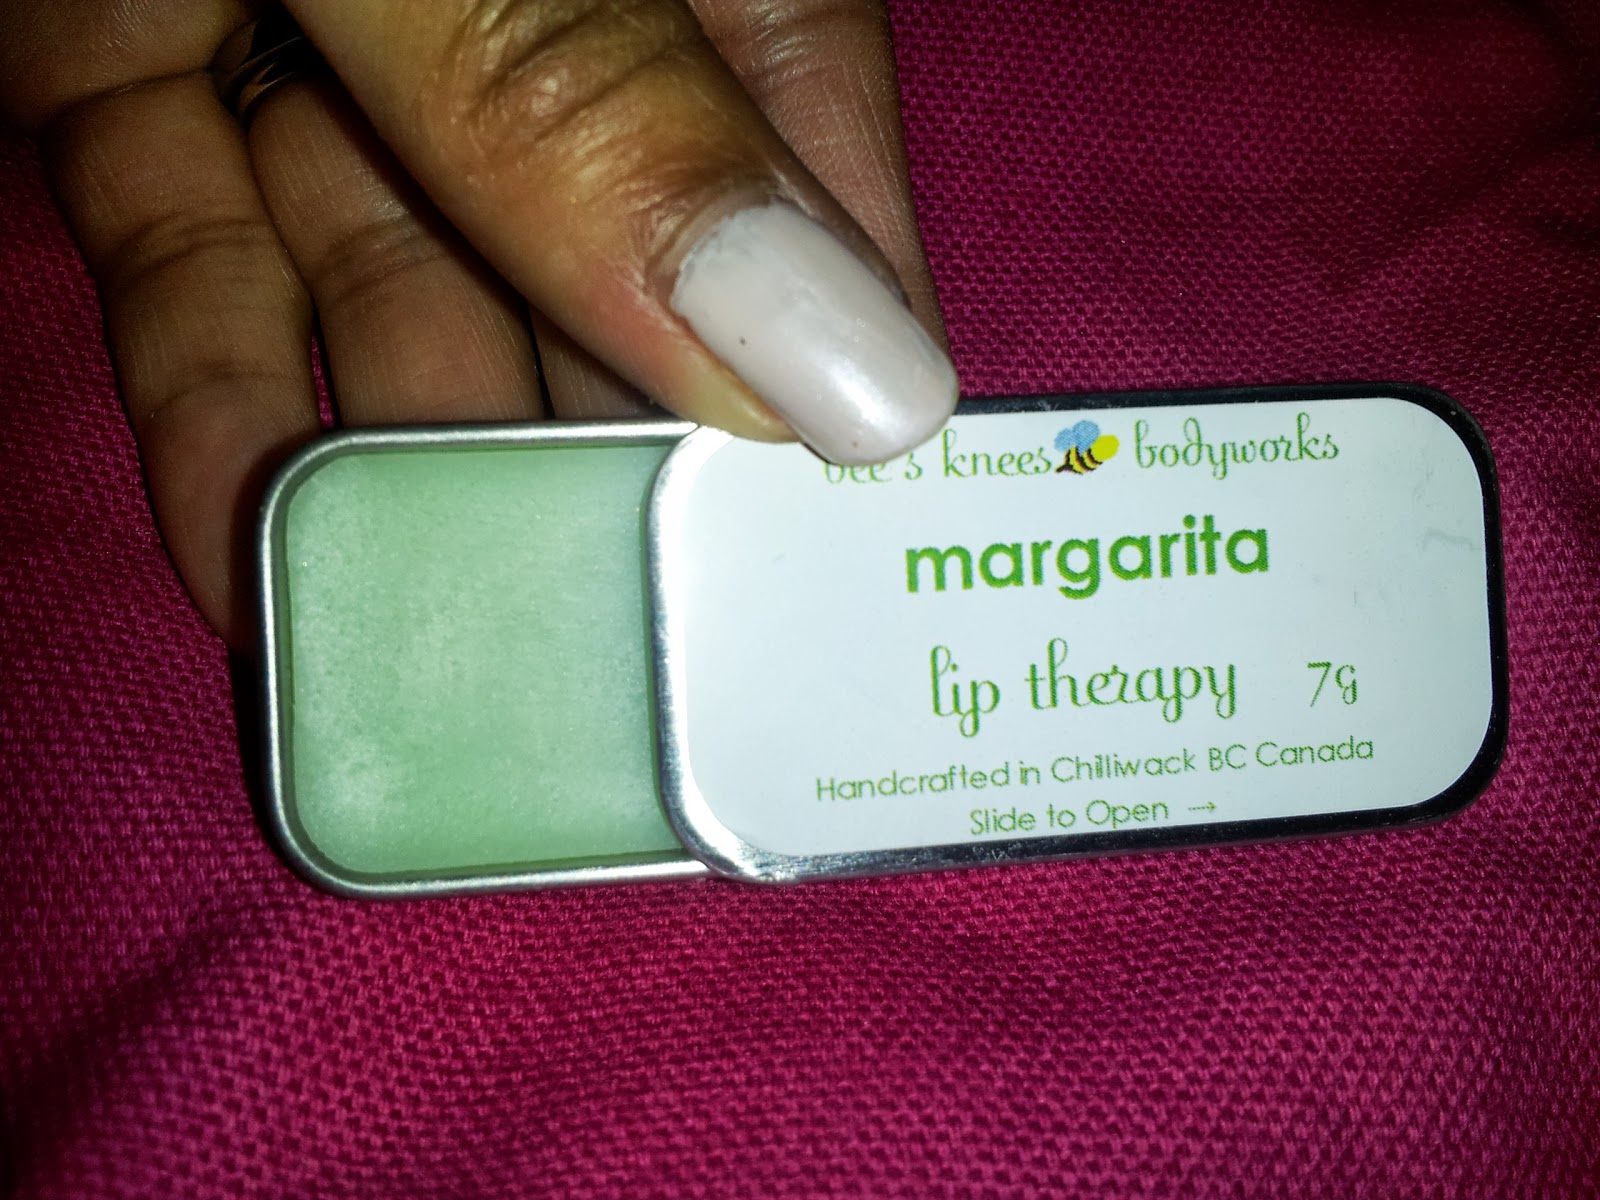 bee's knees bodyworks
margarita
lip therapy 7g
Handcrafted in Chilliwack BC Canada
Slide to Open →